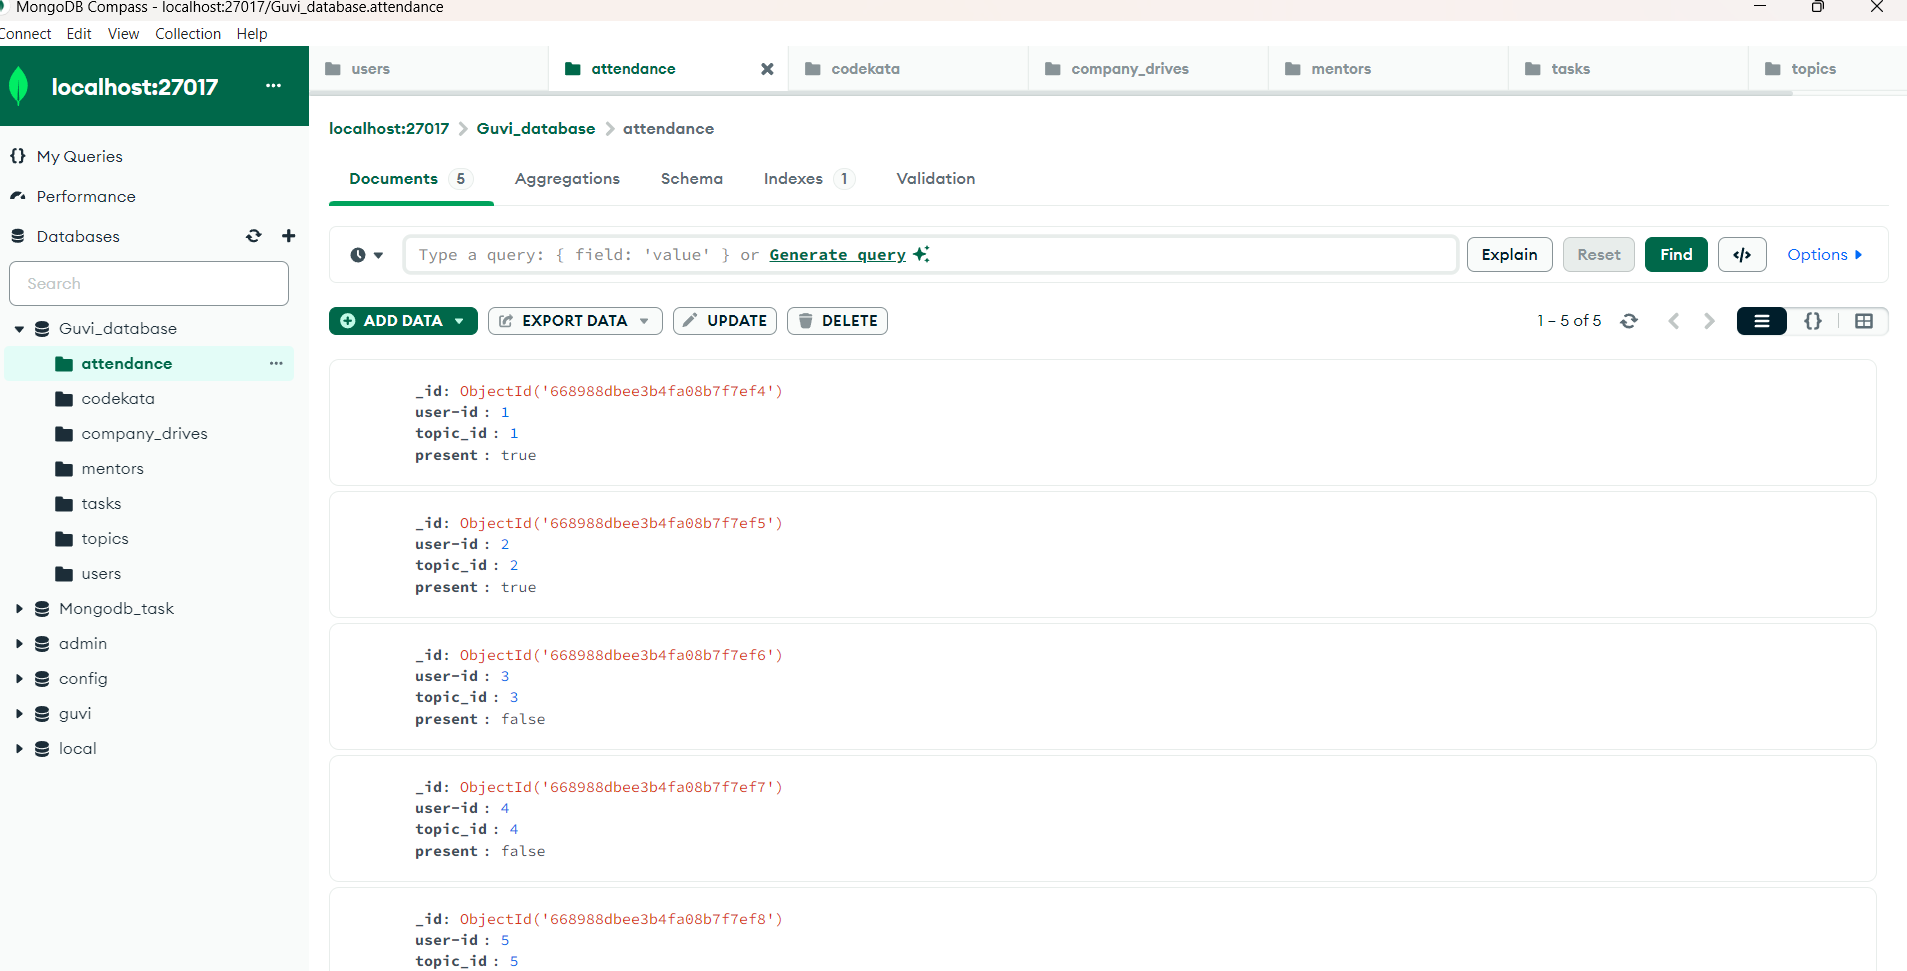 MongoDB Compass - localhost:27017/Guvi_database.attendance
Connect Edit View Collection Help
localhost:27017 ...
My Queries
Performance
Databases
Search
Guvi_database
attendance ...
codekata
company_drives
mentors
tasks
topics
users
Mongodb_task
admin
config
guvi
local
users attendance codekata company_drives mentors tasks topics
localhost:27017 > Guvi_database > attendance
Documents 5 Aggregations Schema Indexes 1 Validation
Type a query: { field: 'value' } or Generate query Explain Reset Find </> Options
ADD DATA EXPORT DATA UPDATE DELETE 1 – 5 of 5 {}
_id: ObjectId('668988dbee3b4fa08b7f7ef4')
user-id : 1
topic_id : 1
present : true
_id: ObjectId('668988dbee3b4fa08b7f7ef5')
user-id : 2
topic_id : 2
present : true
_id: ObjectId('668988dbee3b4fa08b7f7ef6')
user-id : 3
topic_id : 3
present : false
_id: ObjectId('668988dbee3b4fa08b7f7ef7')
user-id : 4
topic_id : 4
present : false
_id: ObjectId('668988dbee3b4fa08b7f7ef8')
user-id : 5
topic_id : 5